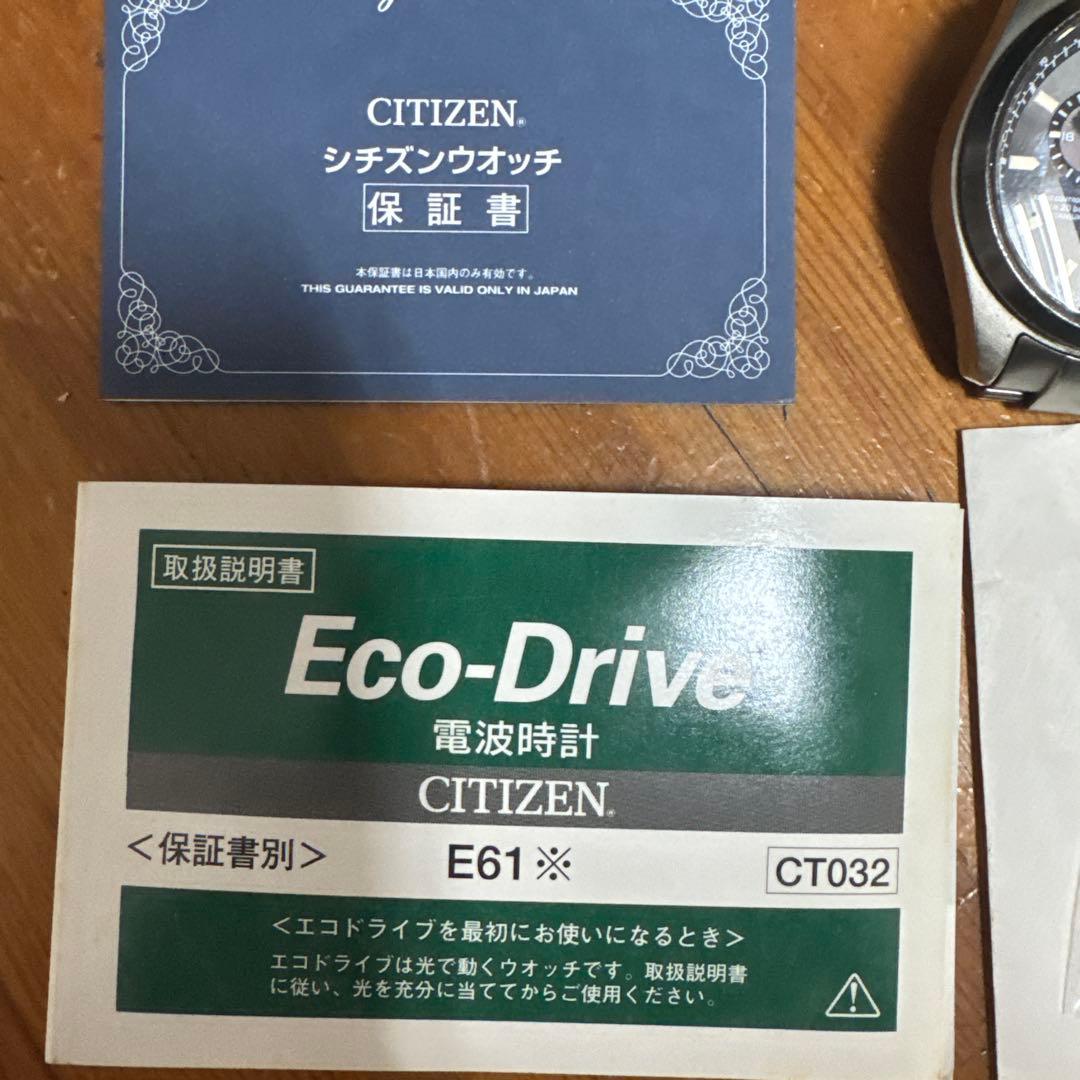 CITIZEN®
シチズンウオッチ
保証書
本保証書は日本国内のみ有効です。
THIS GUARANTEE IS VALID ONLY IN JAPAN
取扱説明書
Eco-Drive
電波時計
CITIZEN®
＜保証書別＞ E61※ CT032
＜エコドライブを最初にお使いになるとき＞
エコドライブは光で動くウオッチです。取扱説明書
に従い、光を充分に当ててからご使用ください。